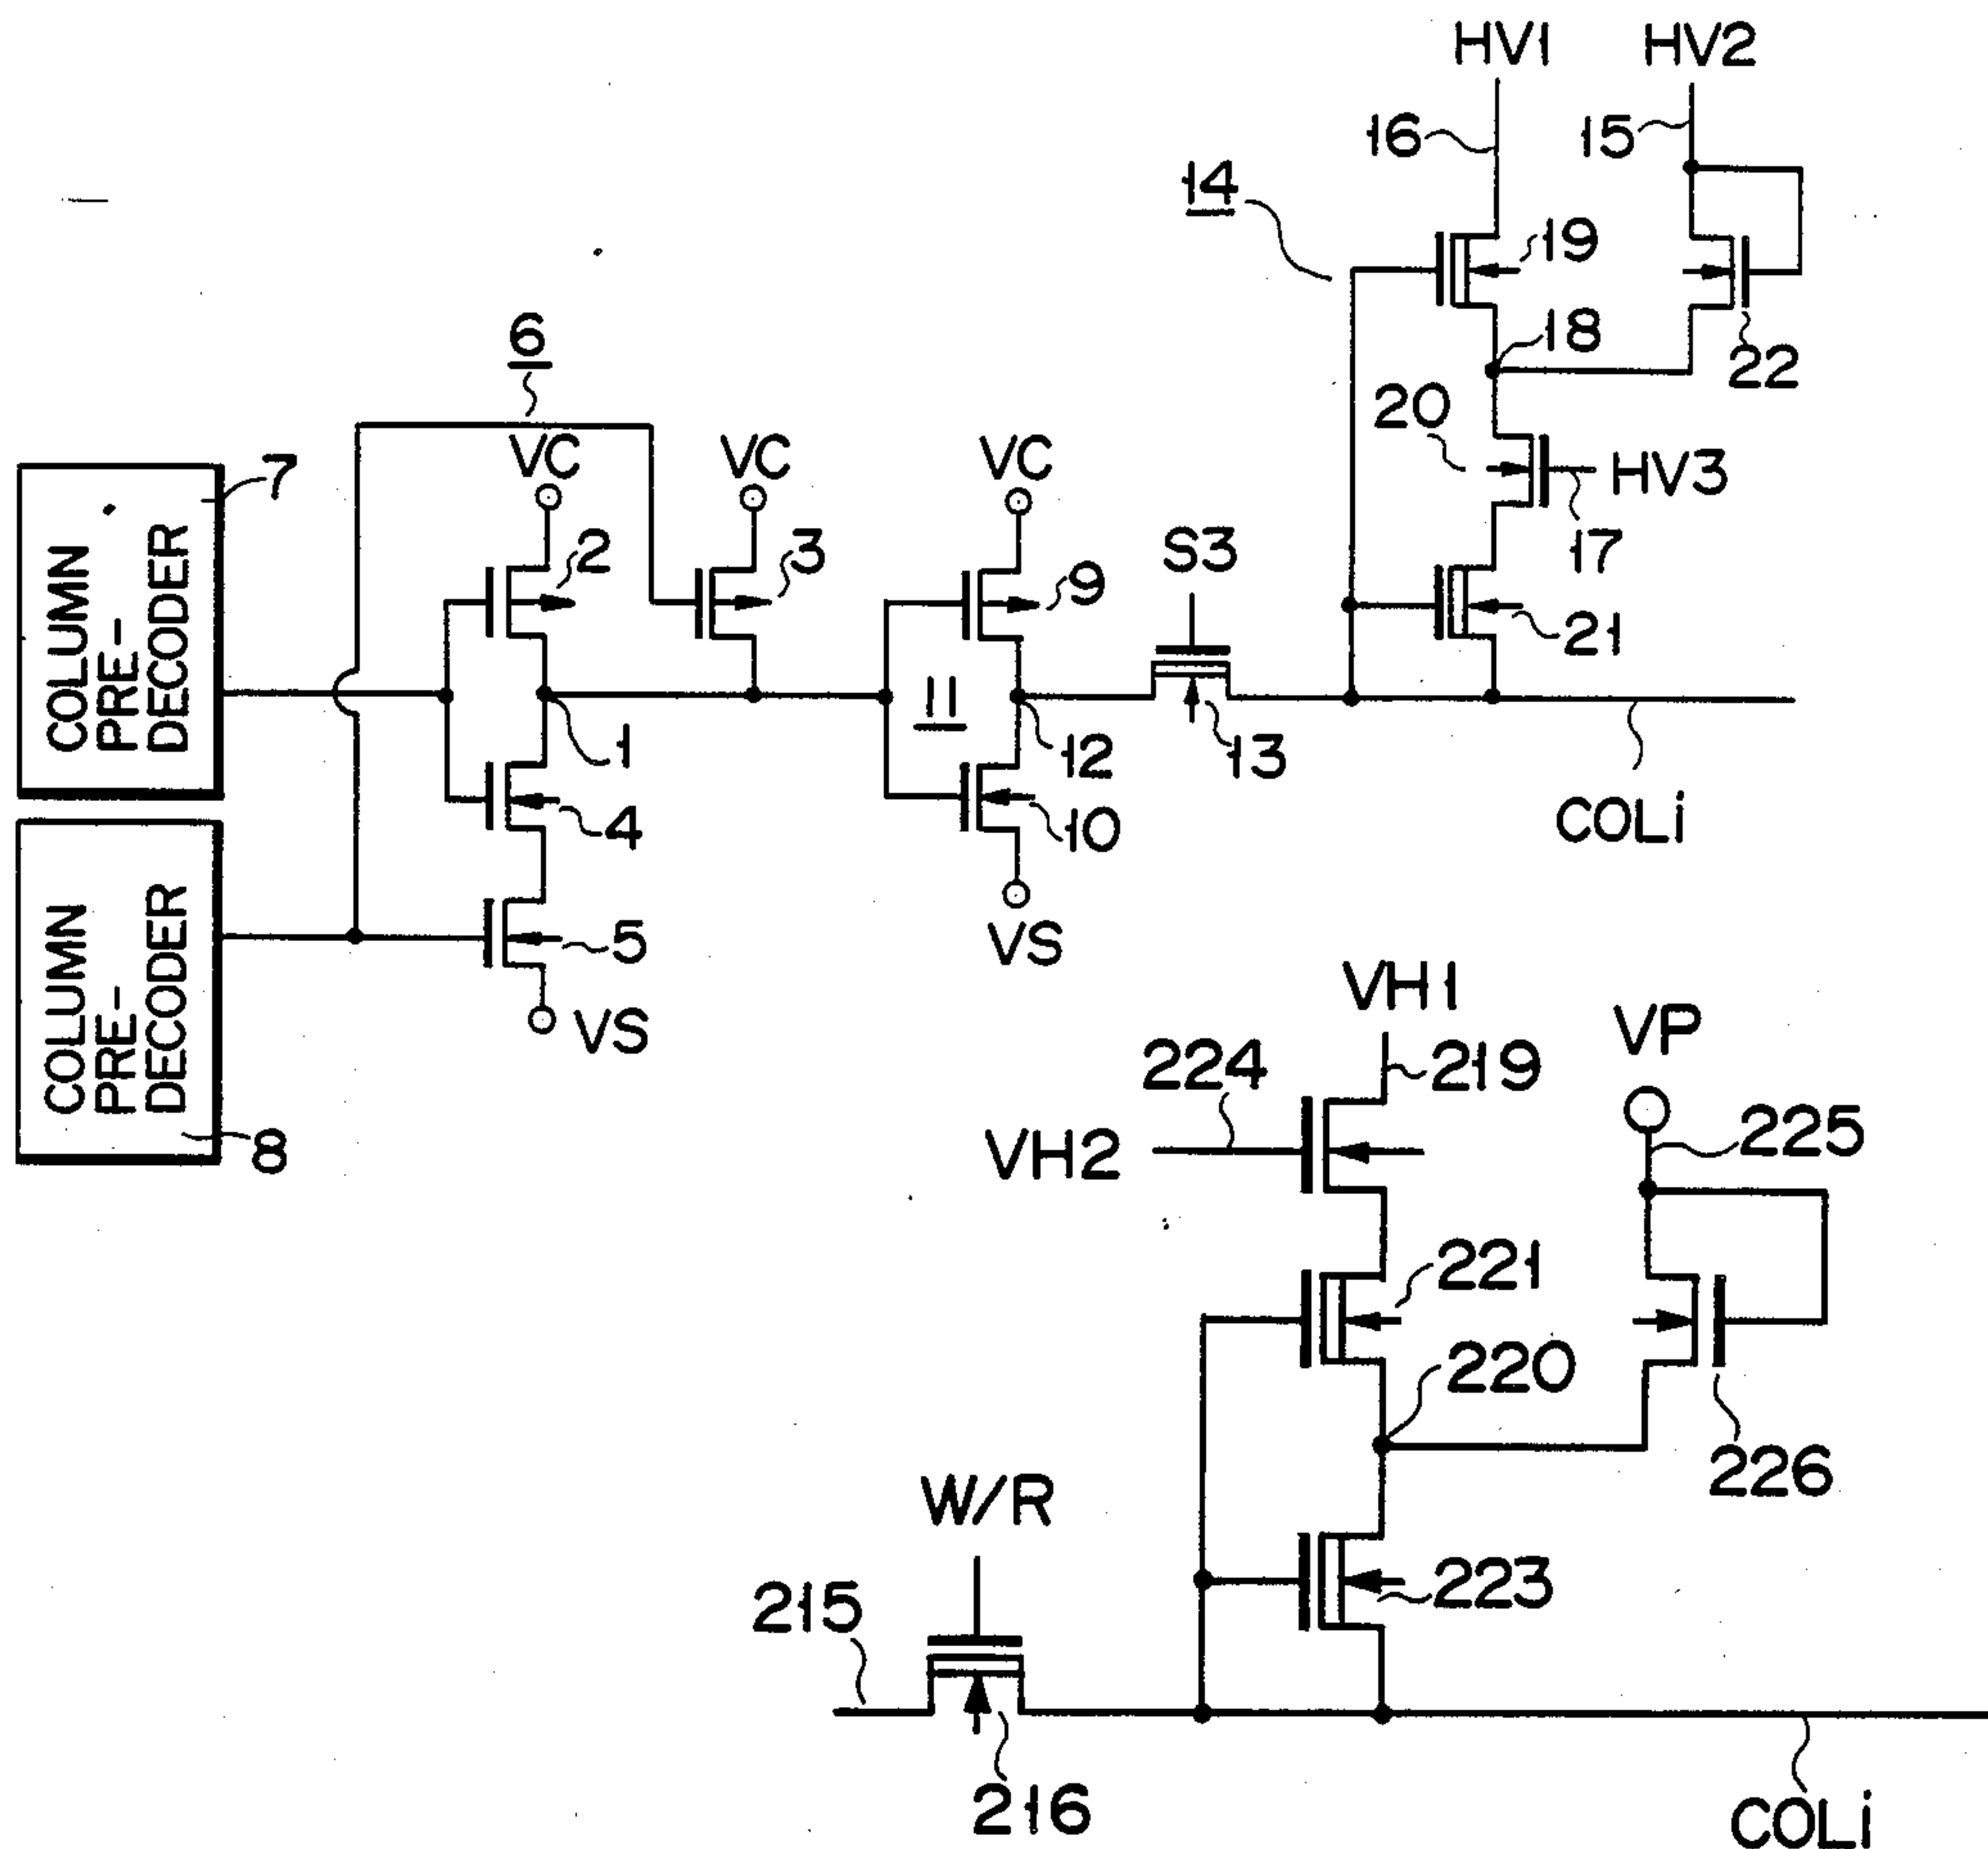 HV1
HV2
16
15
14
19
18
22
6
20
HV3
VC
VC
VC
7
COLUMN
PRE-
DECODER
2
3
9
S3
17
21
11
1
12
13
4
10
COLi
COLUMN
PRE-
DECODER
5
VS
VS
8
VH1
VP
224
219
225
VH2
221
220
226
W/R
223
215
216
COLi